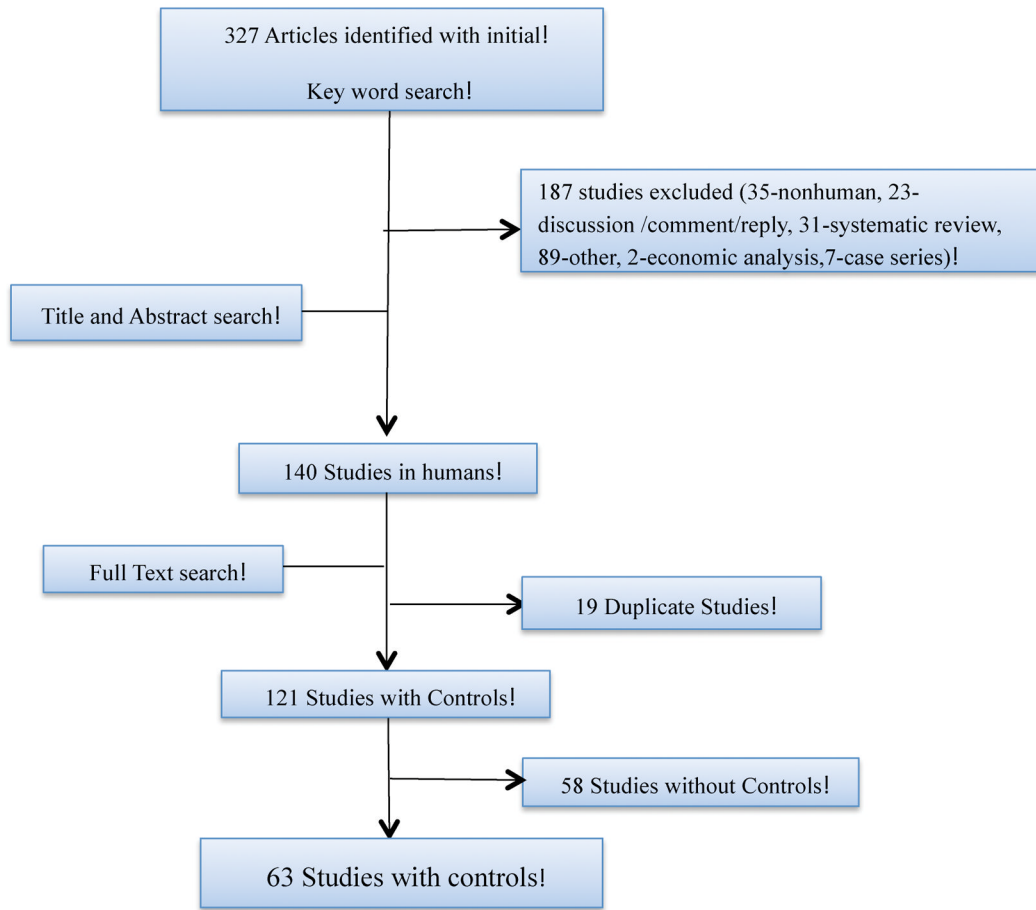 327 Articles identified with initial!
Key word search!
187 studies excluded (35-nonhuman, 23-
discussion /comment/reply, 31-systematic review,
89-other, 2-economic analysis,7-case series)!
Title and Abstract search!
140 Studies in humans!
Full Text search!
19 Duplicate Studies!
121 Studies with Controls!
58 Studies without Controls!
63 Studies with controls!